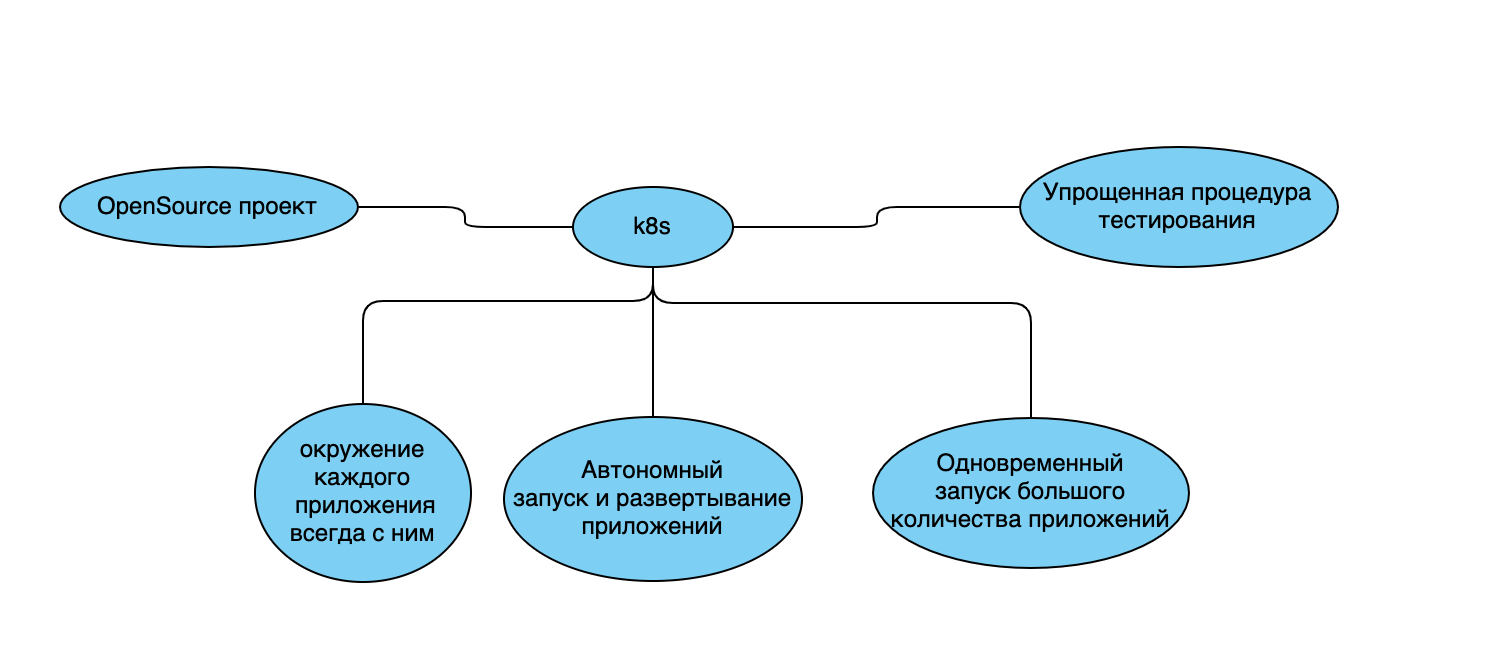 OpenSource проект
k8s
Упрощенная процедура
тестирования
окружение
каждого
приложения
всегда с ним
Автономный
запуск и развертывание
приложений
Одновременный
запуск большого
количества приложений